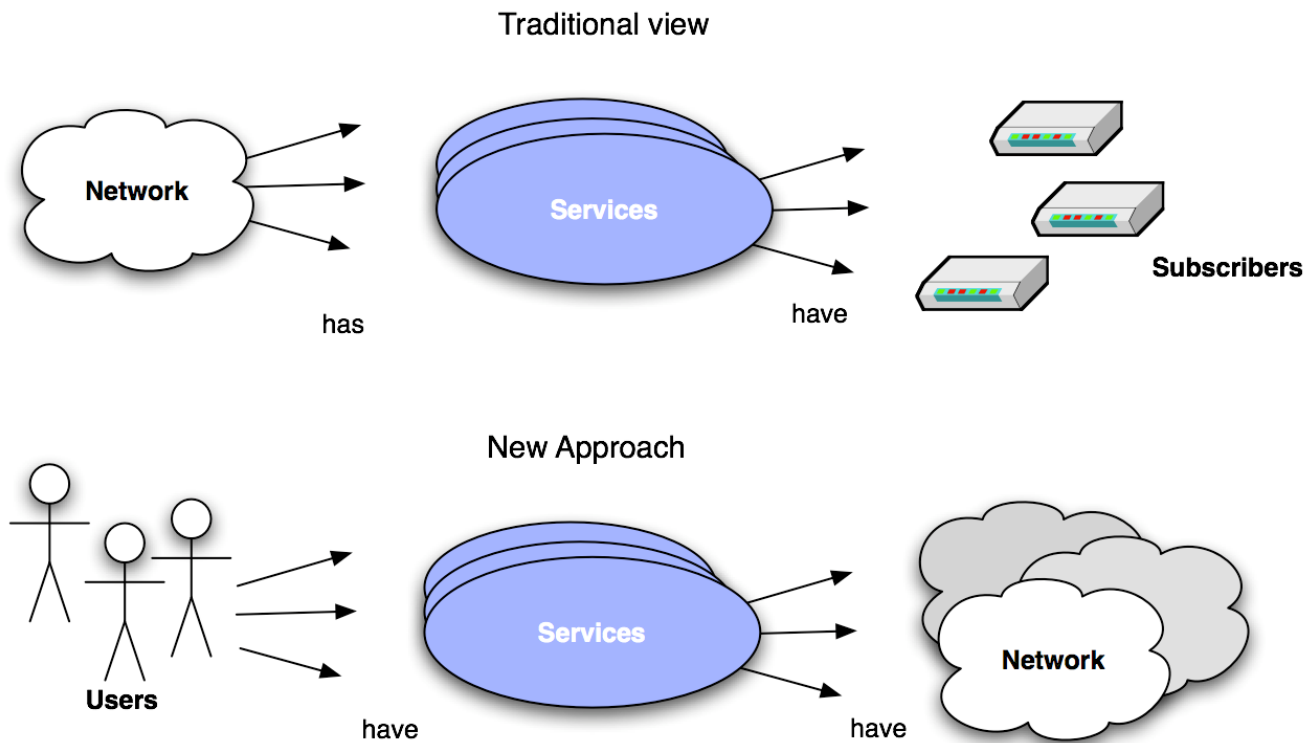 Traditional view
Network
Services
Subscribers
has
have
New Approach
Users
Services
Network
have
have